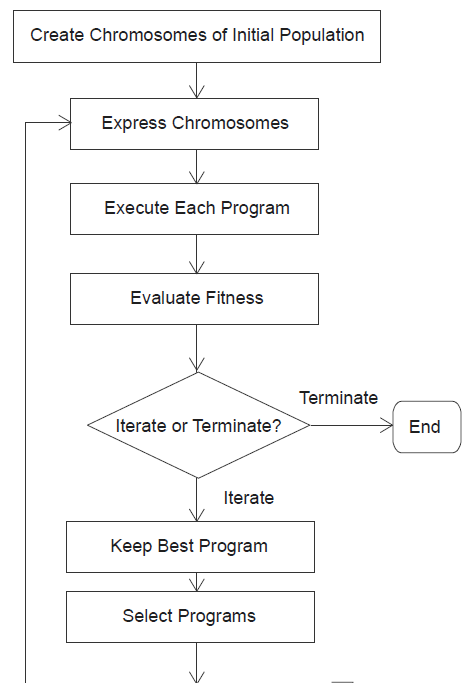 Create Chromosomes of Initial Population
Express Chromosomes
Execute Each Program
Evaluate Fitness
Iterate or Terminate?
Terminate
End
Iterate
Keep Best Program
Select Programs